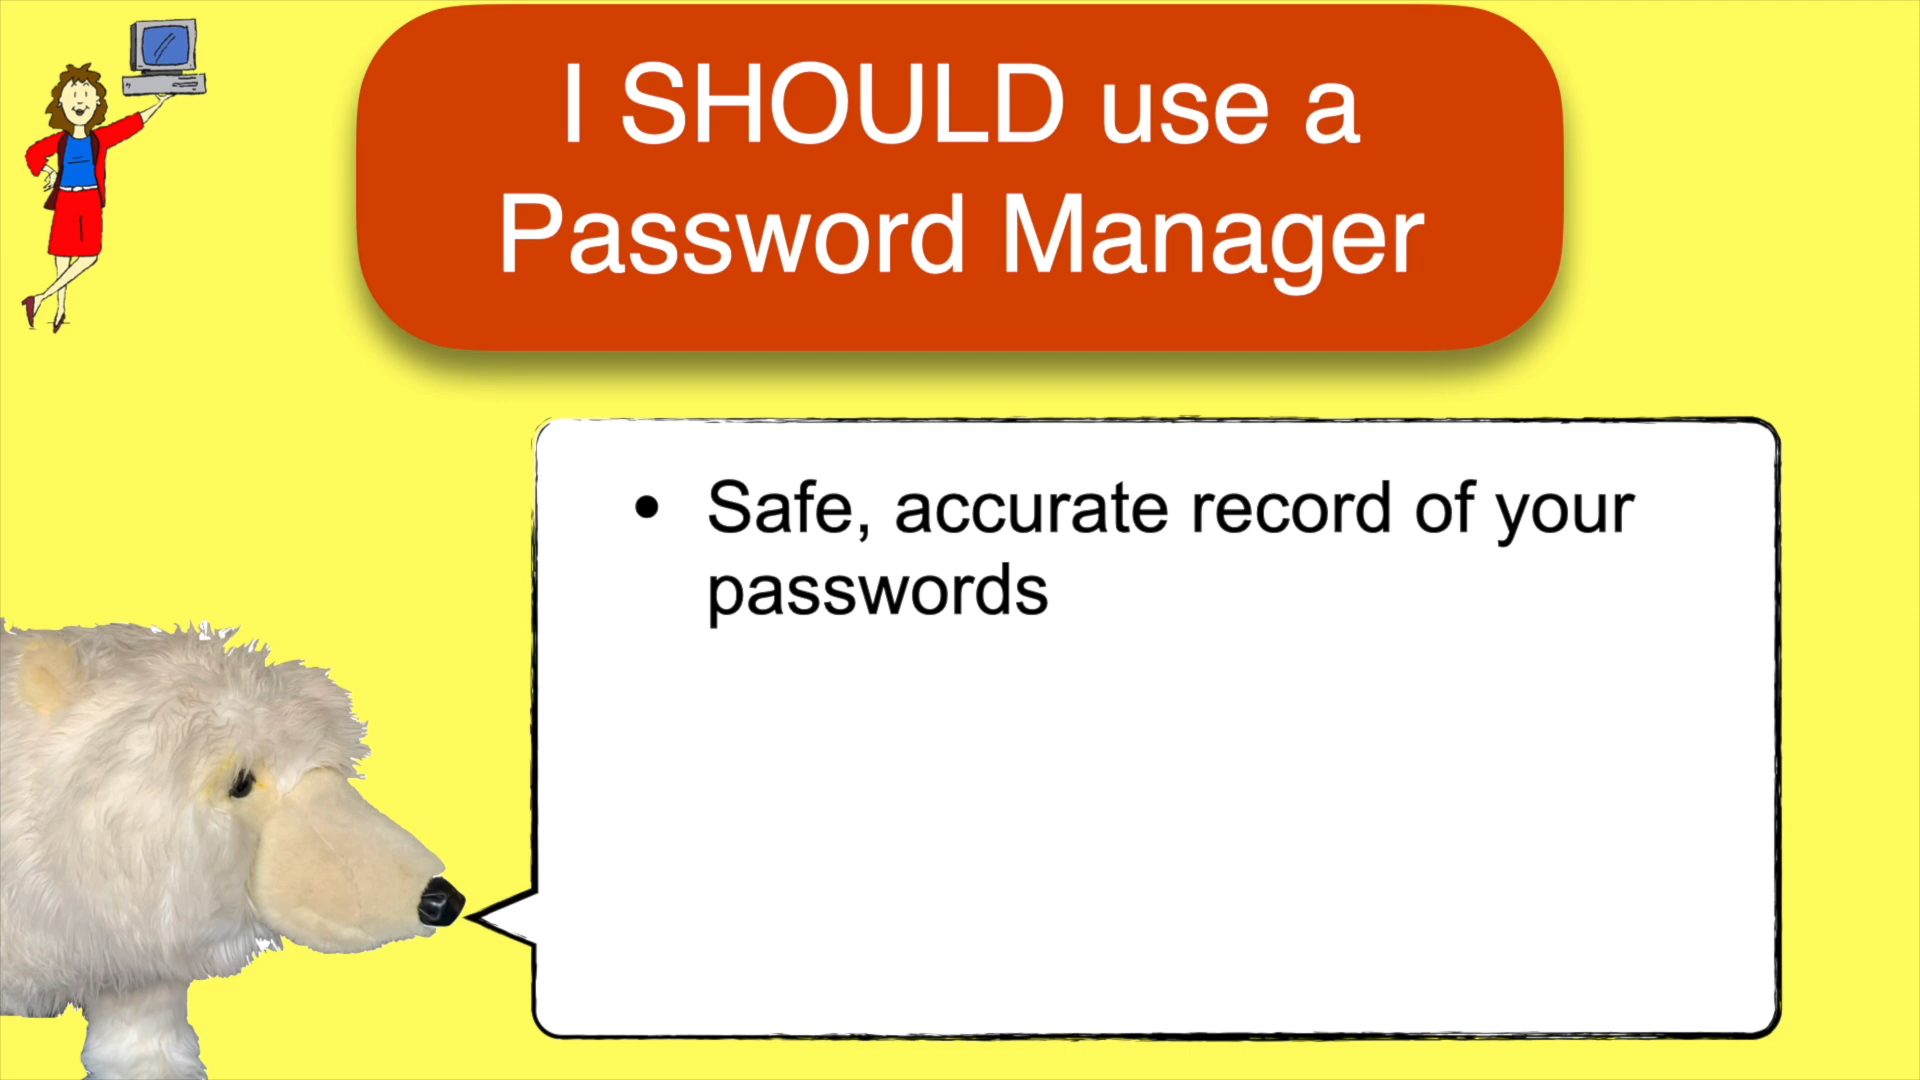 I SHOULD use a
Password Manager
• Safe, accurate record of your
passwords